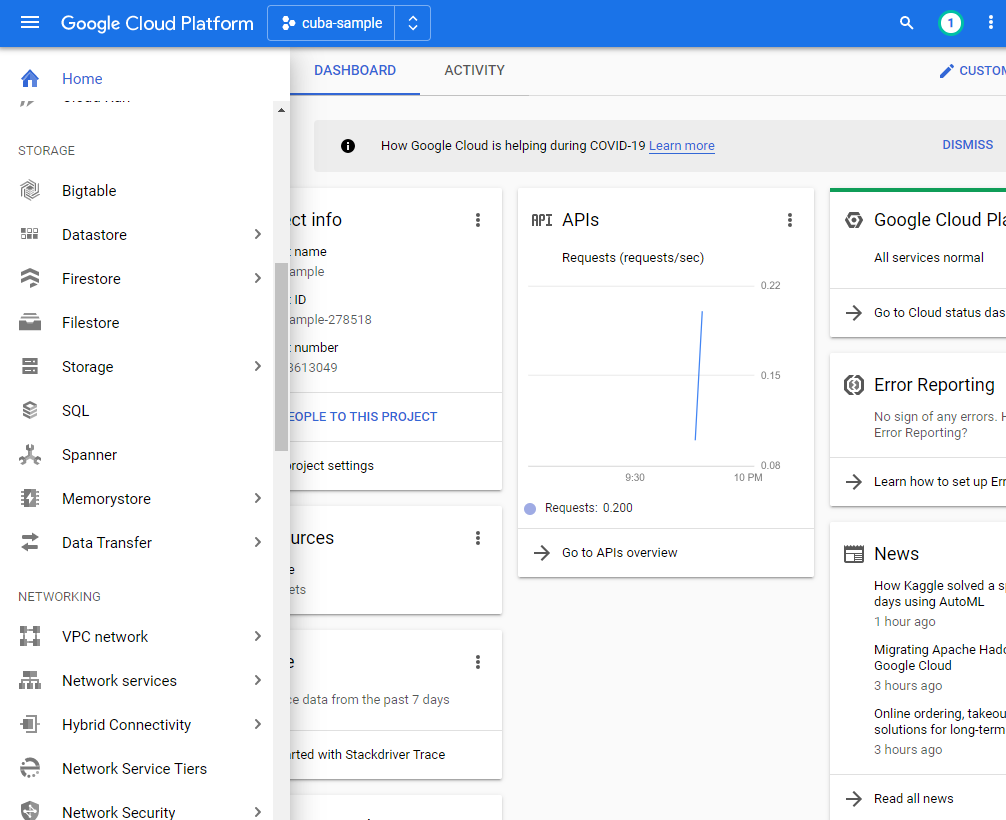 Google Cloud Platform
cuba-sample
1
Home
STORAGE
Bigtable
Datastore
Firestore
Filestore
Storage
SQL
Spanner
Memorystore
Data Transfer
NETWORKING
VPC network
Network services
Hybrid Connectivity
Network Service Tiers
Network Security
DASHBOARD
ACTIVITY
CUSTOM
How Google Cloud is helping during COVID-19 Learn more
DISMISS
ect info
t name
ample
t ID
ample-278518
t number
3613049
EOPLE TO THIS PROJECT
project settings
urces
e
ets
e
ce data from the past 7 days
arted with Stackdriver Trace
API APIs
Requests (requests/sec)
0.22
0.15
0.08
9:30
10 PM
Requests: 0.200
Go to APIs overview
Google Cloud Pla
All services normal
Go to Cloud status das
Error Reporting
No sign of any errors. H
Error Reporting?
Learn how to set up Err
News
How Kaggle solved a sp
days using AutoML
1 hour ago
Migrating Apache Hado
Google Cloud
3 hours ago
Online ordering, takeou
solutions for long-term
3 hours ago
Read all news